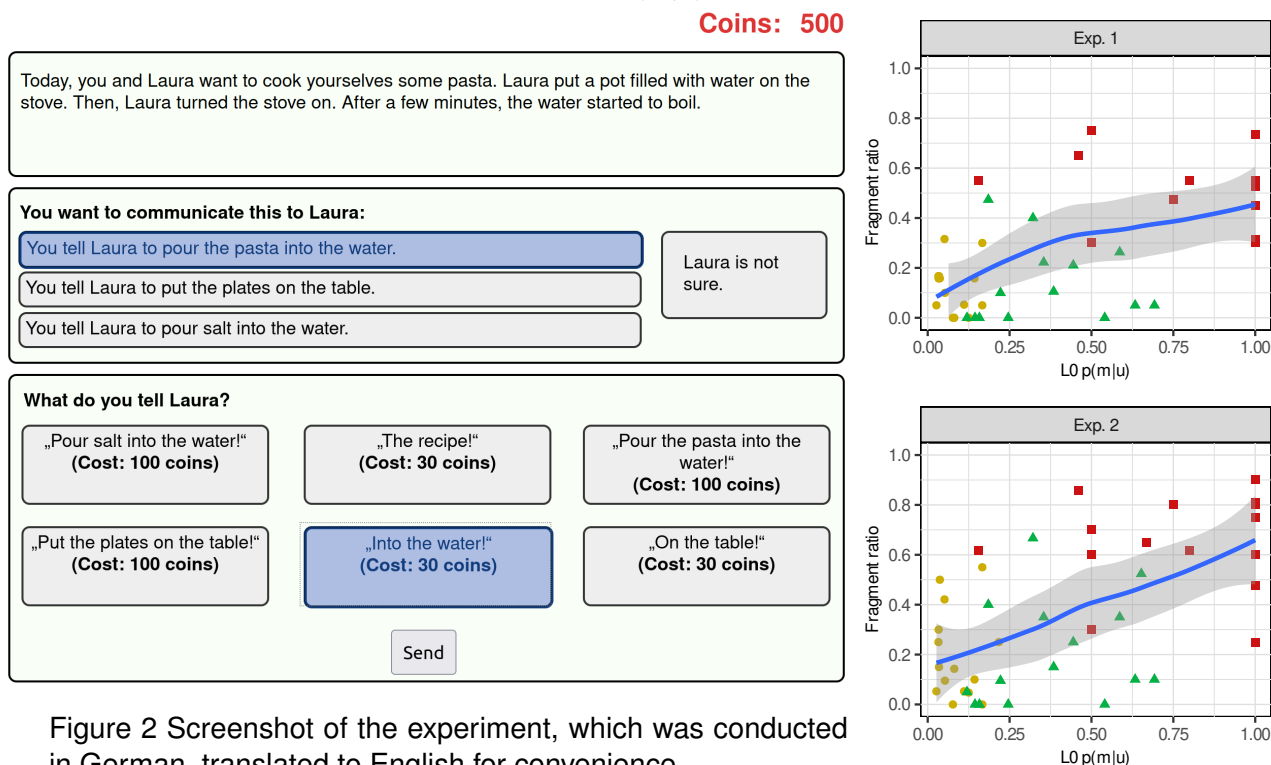 Coins: 500
Today, you and Laura want to cook yourselves some pasta. Laura put a pot filled with water on the
stove. Then, Laura turned the stove on. After a few minutes, the water started to boil.
You want to communicate this to Laura:
You tell Laura to pour the pasta into the water.
You tell Laura to put the plates on the table.
You tell Laura to pour salt into the water.
Laura is not
sure.
What do you tell Laura?
„Pour salt into the water!“
(Cost: 100 coins)
„The recipe!“
(Cost: 30 coins)
„Pour the pasta into the
water!“
(Cost: 100 coins)
„Put the plates on the table!“
(Cost: 100 coins)
„Into the water!“
(Cost: 30 coins)
„On the table!“
(Cost: 30 coins)
Send
Figure 2 Screenshot of the experiment, which was conducted
in German, translated to English for convenience
Exp. 1
Fragment ratio
1.0
0.8
0.6
0.4
0.2
0.0
0.00 0.25 0.50 0.75 1.00
L0 p(m|u)
Exp. 2
Fragment ratio
1.0
0.8
0.6
0.4
0.2
0.0
0.00 0.25 0.50 0.75 1.00
L0 p(m|u)